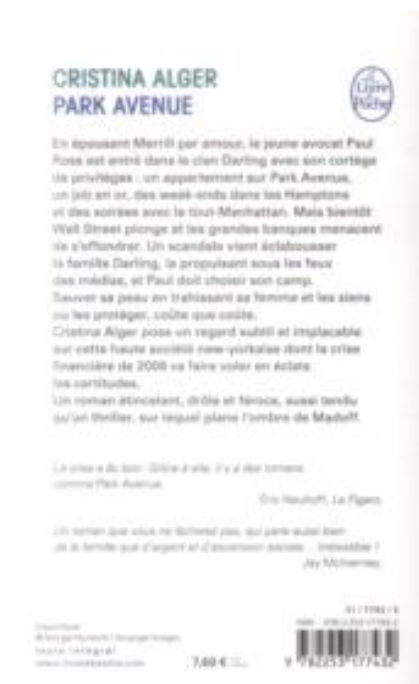 CRISTINA ALGER
PARK AVENUE
Le Livre de Poche
En épousant Merrill par amour, le jeune avocat Paul
Ross est entré dans le clan Darling avec son cortège
de privilèges : un appartement sur Park Avenue,
un job en or, des week-ends dans les Hamptons
et des soirées avec le tout-Manhattan. Mais bientôt
Wall Street plonge et les grandes banques menacent
de s'effondrer. Un scandale vient éclabousser
la famille Darling, la propulsant sous les feux
des médias, et Paul doit choisir son camp.
Sauver sa peau en trahissant sa femme et les siens
ou les protéger, coûte que coûte.
Cristina Alger pose un regard subtil et implacable
sur cette haute société new-yorkaise dont la crise
financière de 2008 va faire voler en éclats
les certitudes.
Un roman étincelant, drôle et féroce, aussi tendu
qu'un thriller, sur lequel plane l'ombre de Madoff.
La crise a du bon. Grâce à elle, il y a des romans
comme Park Avenue.
Éric Neuhoff, Le Figaro.
Un roman que vous ne lâcherez pas, qui parle aussi bien
de la famille que d'argent et d'ascension sociale... Irrésistible !
Jay McInerney.
texte intégral
www.livredepoche.com
7,60 €
9 782253 177432